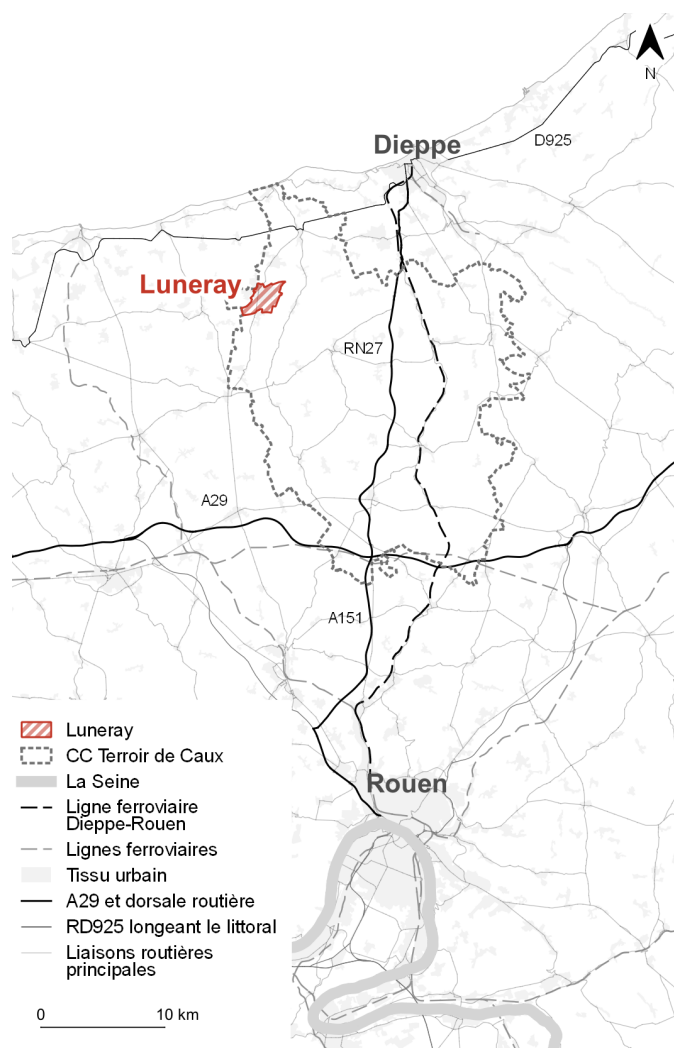 N
Dieppe
D925
Luneray
RN27
A29
A151
Rouen
Luneray
CC Terroir de Caux
La Seine
Ligne ferroviaire
Dieppe-Rouen
Lignes ferroviaires
Tissu urbain
A29 et dorsale routière
RD925 longeant le littoral
Liaisons routières
principales
0 10 km